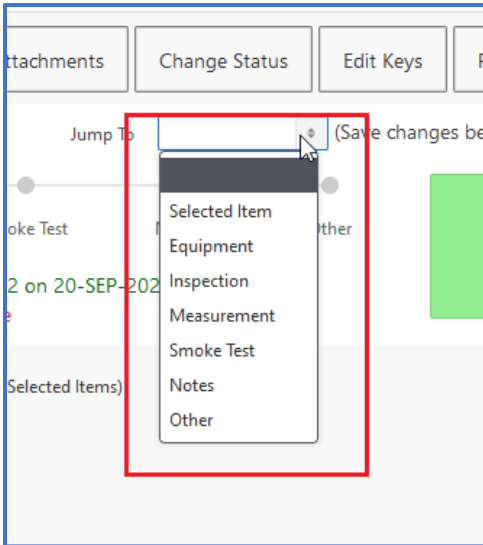 ttachments Change Status Edit Keys
Jump To (Save changes be
oke Test ther
2 on 20-SEP-202
Selected Item
Equipment
Inspection
Measurement
Smoke Test
Notes
Other
Selected Items)